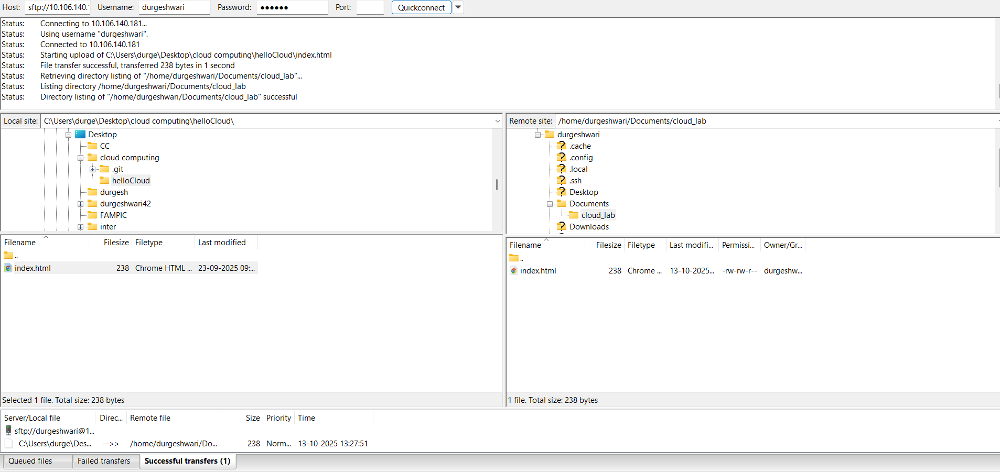 Host: sftp://10.106.140. Username: durgeshwari Password: ●●●●●● Port: Quickconnect
Status: Connecting to 10.106.140.181...
Status: Using username "durgeshwari".
Status: Connected to 10.106.140.181
Status: Starting upload of C:\Users\durge\Desktop\cloud computing\helloCloud\index.html
Status: File transfer successful, transferred 238 bytes in 1 second
Status: Retrieving directory listing of "/home/durgeshwari/Documents/cloud_lab"...
Status: Listing directory /home/durgeshwari/Documents/cloud_lab
Status: Directory listing of "/home/durgeshwari/Documents/cloud_lab" successful
Local site: C:\Users\durge\Desktop\cloud computing\helloCloud\
Desktop
CC
cloud computing
.git
helloCloud
durgesh
durgeshwari42
FAMPIC
inter
Filename Filesize Filetype Last modified
..
index.html 238 Chrome HTML ... 23-09-2025 09:...
Selected 1 file. Total size: 238 bytes
Remote site: /home/durgeshwari/Documents/cloud_lab
durgeshwari
? .cache
? .config
? .local
? .ssh
? Desktop
Documents
cloud_lab
? Downloads
Filename Filesize Filetype Last modifi... Permissi... Owner/Gr...
..
index.html 238 Chrome ... 13-10-2025... -rw-rw-r-- durgeshw...
1 file. Total size: 238 bytes
Server/Local file Direc... Remote file Size Priority Time
sftp://durgeshwari@1...
C:\Users\durge\Des... -->> /home/durgeshwari/Do... 238 Norm... 13-10-2025 13:27:51
Queued files Failed transfers Successful transfers (1)